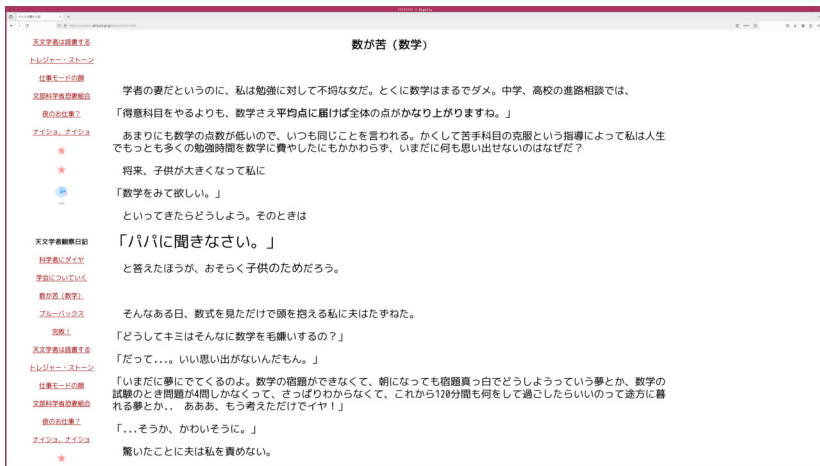 天文学者は読書する
トレジャー・ストーン
仕事モードの顔
文部科学省恐妻組合
夜のお仕事？
ナイショ、ナイショ
天文学者観察日記
科学者にダイヤ
学会についていく
数が苦（数学）
ブルーバックス
完敗！
天文学者は読書する
トレジャー・ストーン
仕事モードの顔
文部科学省恐妻組合
夜のお仕事？
ナイショ、ナイショ
数が苦（数学）
学者の妻だというのに、私は勉強に対して不埒な女だ。とくに数学はまるでダメ。中学、高校の進路相談では、
「得意科目をやるよりも、数学さえ平均点に届けば全体の点がかなり上がりますね。」
あまりにも数学の点数が低いので、いつも同じことを言われる。かくして苦手科目の克服という指導によって私は人生
でもっとも多くの勉強時間を数学に費やしたにもかかわらず、いまだに何も思い出せないのはなぜだ？
将来、子供が大きくなって私に
「数学をみて欲しい。」
といってきたらどうしよう。そのときは
「パパに聞きなさい。」
と答えたほうが、おそらく子供のためだろう。
そんなある日、数式を見ただけで頭を抱える私に夫はたずねた。
「どうしてキミはそんなに数学を毛嫌いするの？」
「だって...。いい思い出がないんだもん。」
「いまだに夢にでてくるのよ。数学の宿題ができなくて、朝になっても宿題真っ白でどうしようっていう夢とか、数学の
試験のとき問題が4問しかなくって、さっぱりわからなくて、これから120分間も何をして過ごしたらいいのって途方に暮
れる夢とか.. あああ、もう考えただけでイヤ！」
「...そうか、かわいそうに。」
驚いたことに夫は私を責めない。